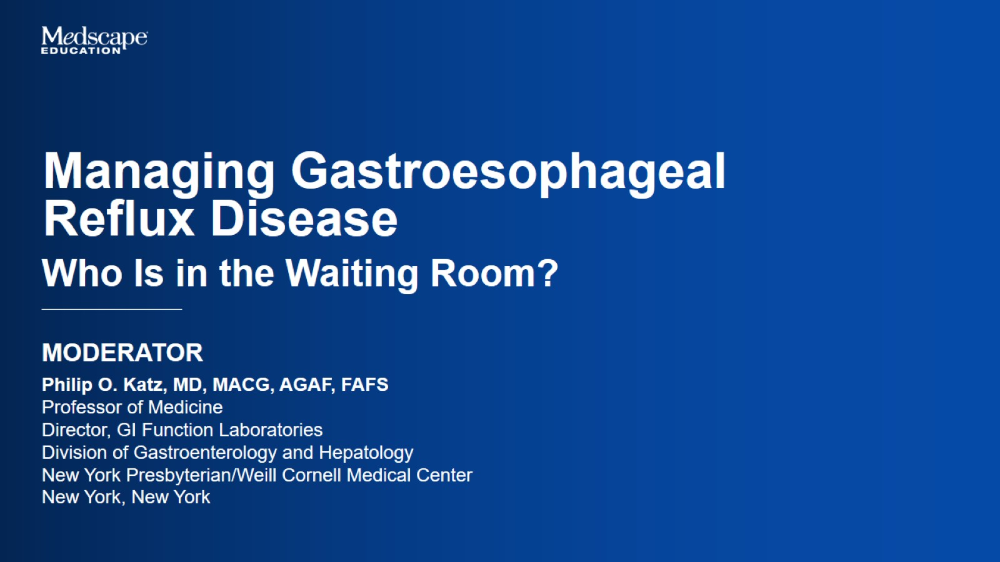 Medscape
EDUCATION
Managing Gastroesophageal
Reflux Disease
Who Is in the Waiting Room?
MODERATOR
Philip O. Katz, MD, MACG, AGAF, FAFS
Professor of Medicine
Director, GI Function Laboratories
Division of Gastroenterology and Hepatology
New York Presbyterian/Weill Cornell Medical Center
New York, New York